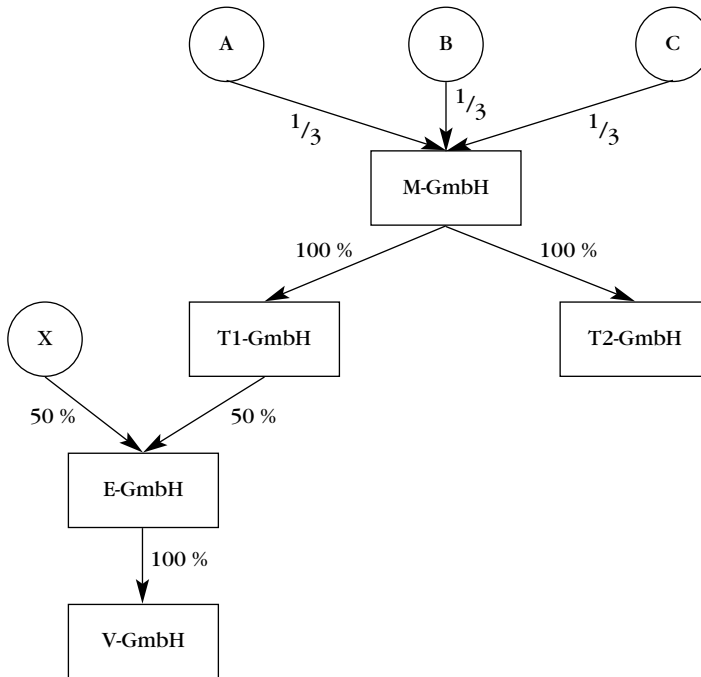 A
B
C
1/3
1/3
1/3
M-GmbH
100 %
100 %
X
T1-GmbH
T2-GmbH
50 %
50 %
E-GmbH
100 %
V-GmbH